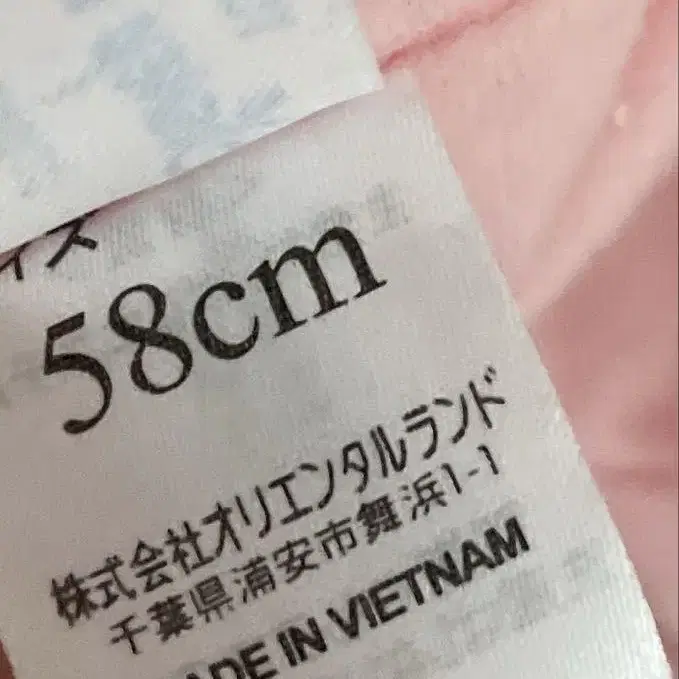 イズ
58cm
株式会社オリエンタルランド
千葉県浦安市舞浜1-1
ADE IN VIETNAM